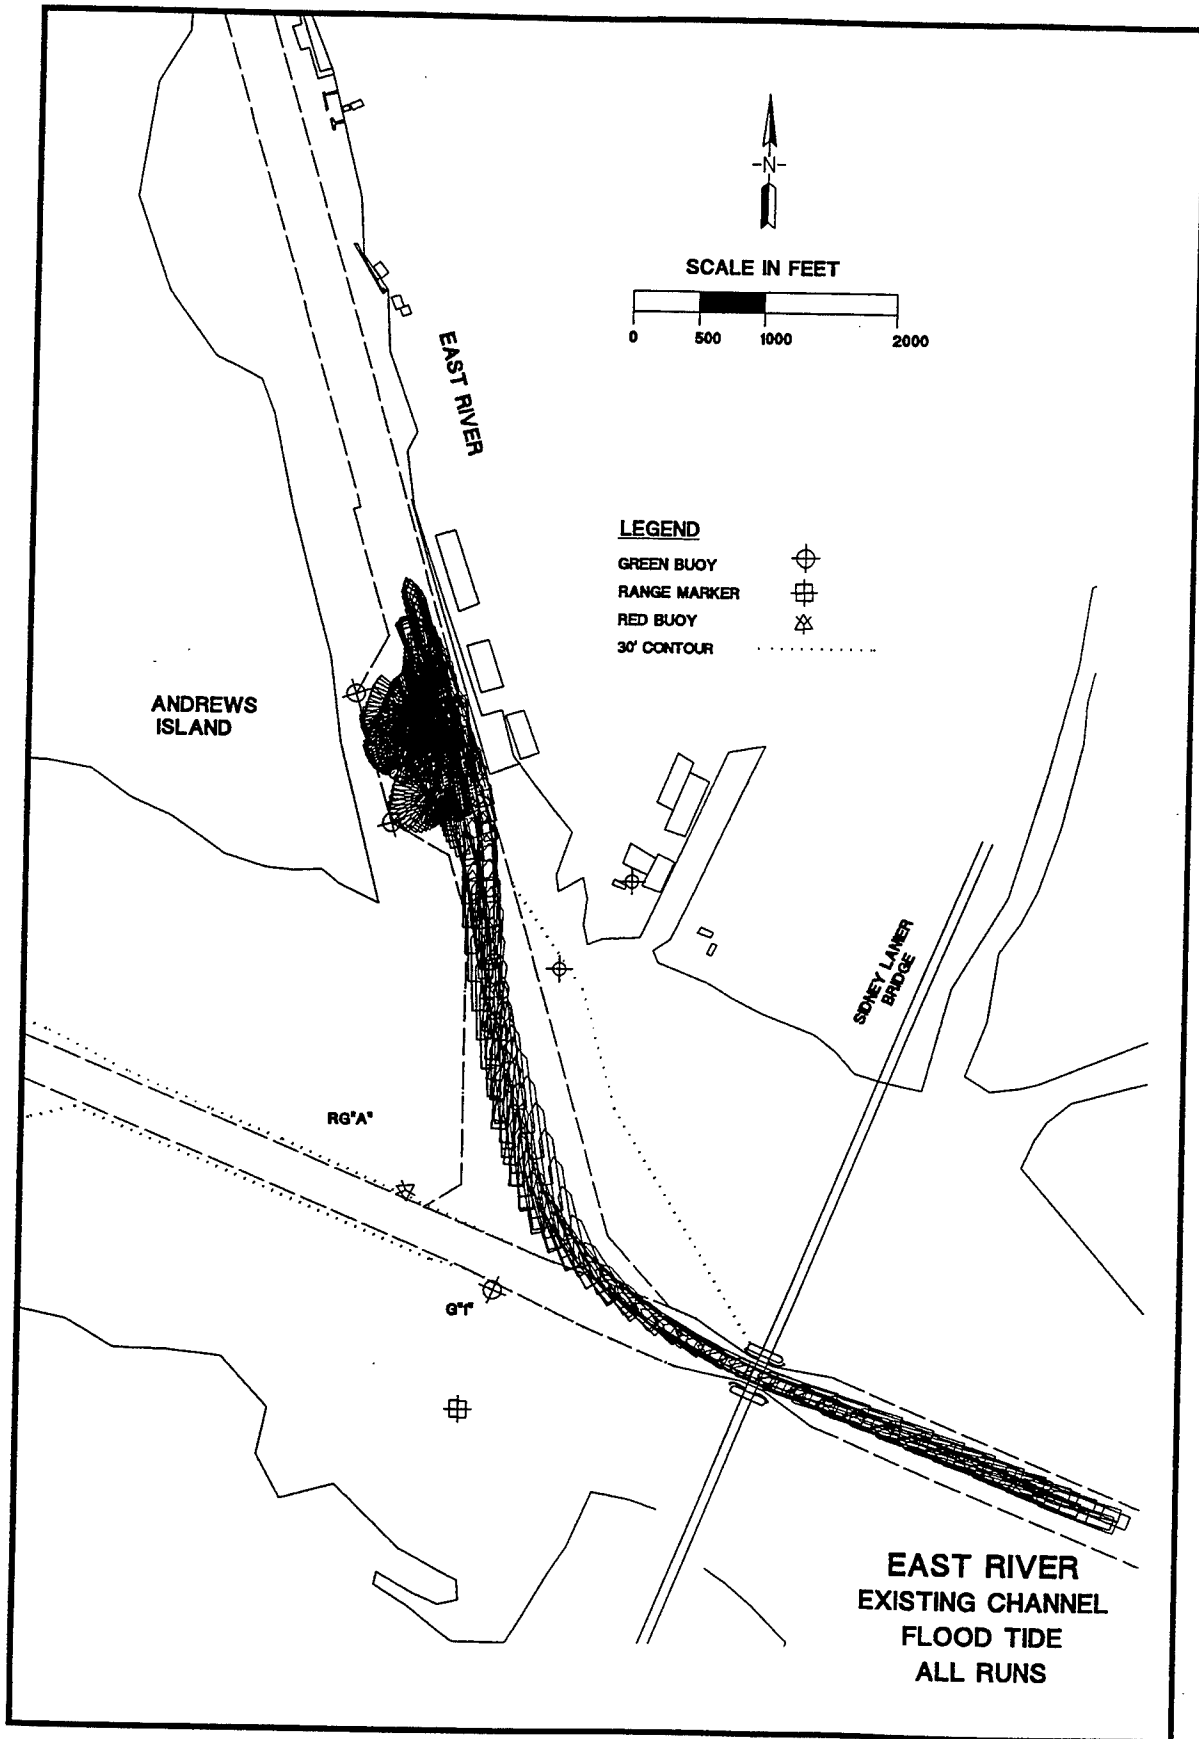 -N-
SCALE IN FEET
0 500 1000 2000
EAST RIVER
LEGEND
GREEN BUOY
RANGE MARKER
RED BUOY
30' CONTOUR
ANDREWS
ISLAND
SIDNEY LANIER
BRIDGE
RG"A"
G"1"
EAST RIVER
EXISTING CHANNEL
FLOOD TIDE
ALL RUNS